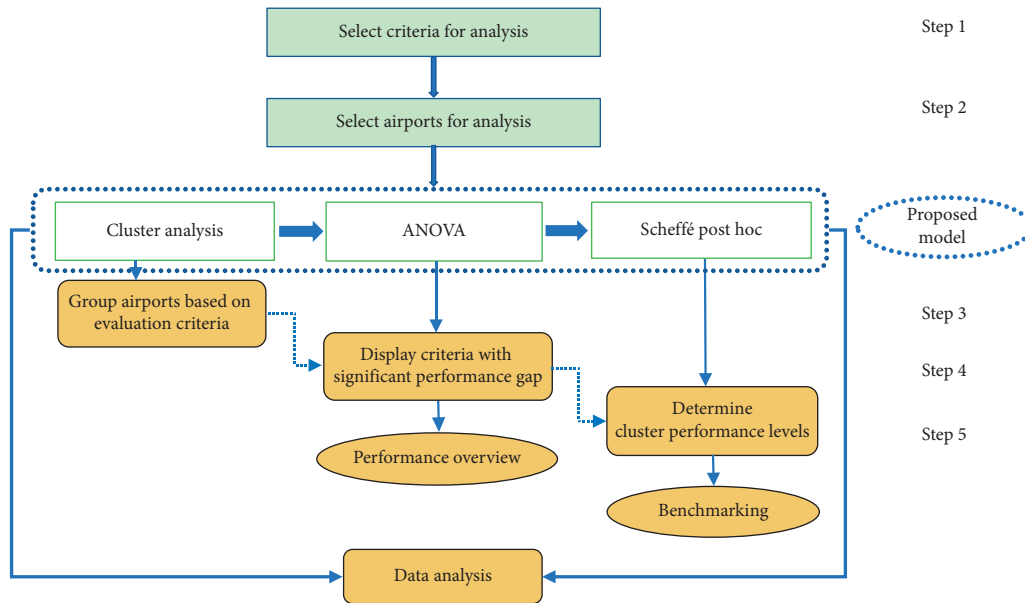 Select criteria for analysis
Step 1
Select airports for analysis
Step 2
Cluster analysis
ANOVA
Scheffé post hoc
Proposed
model
Group airports based on
evaluation criteria
Step 3
Display criteria with
significant performance gap
Step 4
Determine
cluster performance levels
Step 5
Performance overview
Benchmarking
Data analysis